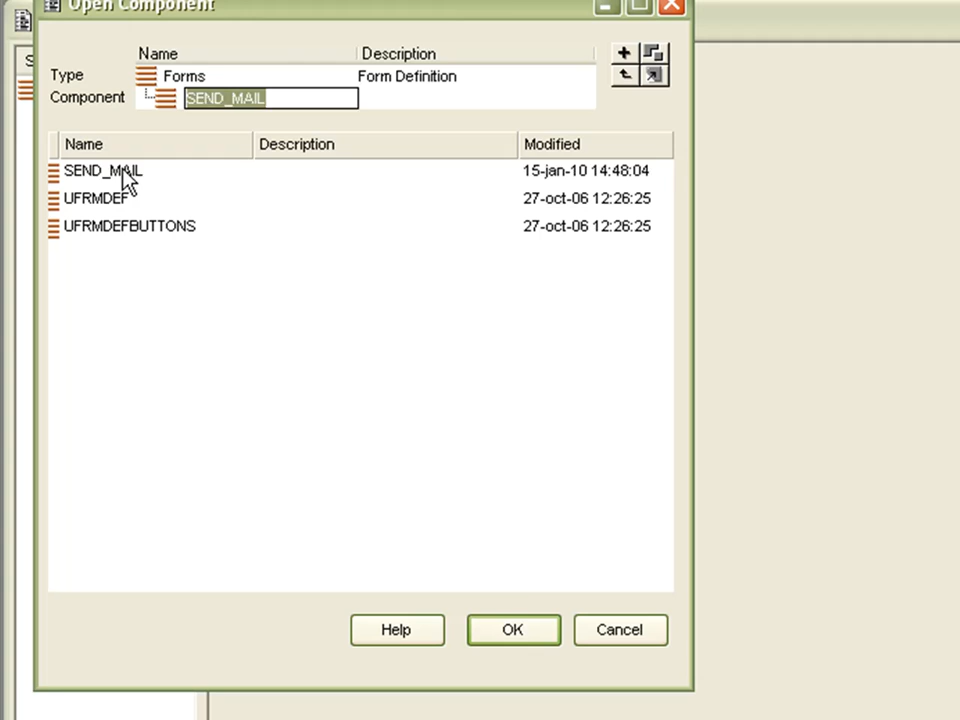 Open Component
Name Description
Type Forms Form Definition
Component SEND_MAIL
Name Description Modified
SEND_MAIL 15-jan-10 14:48:04
UFRMDEF 27-oct-06 12:26:25
UFRMDEFBUTTONS 27-oct-06 12:26:25
Help OK Cancel